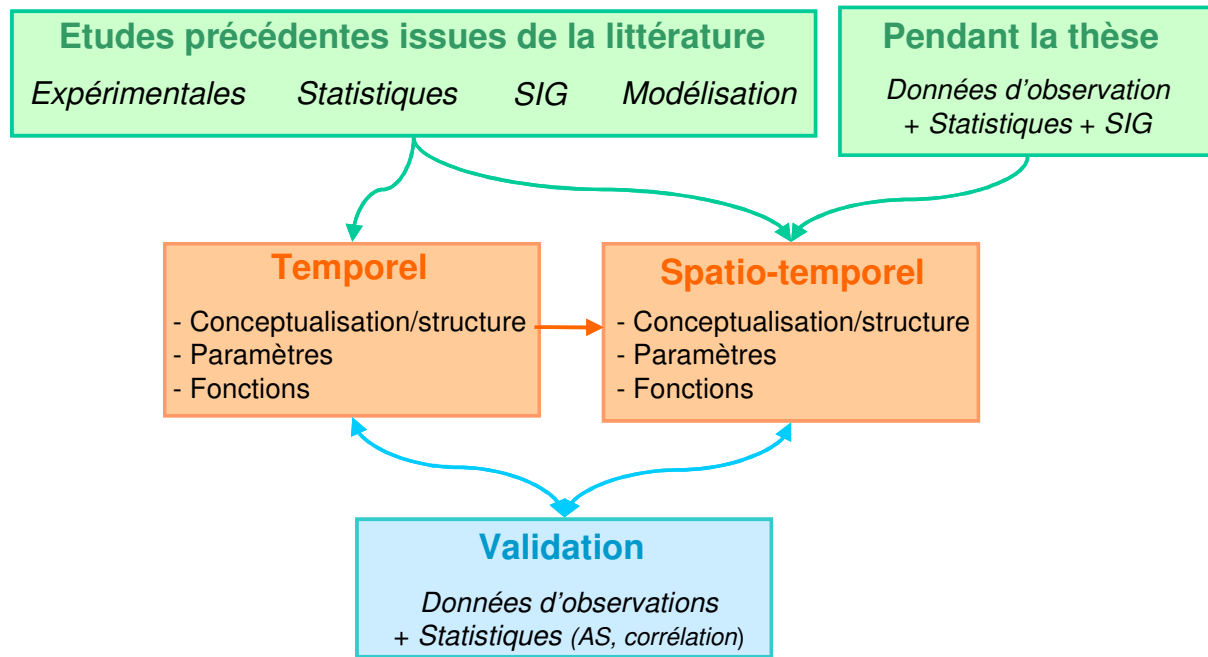 Etudes précédentes issues de la littérature
Expérimentales Statistiques SIG Modélisation
Pendant la thèse
Données d'observation
+ Statistiques + SIG
Temporel
- Conceptualisation/structure
- Paramètres
- Fonctions
Spatio-temporel
- Conceptualisation/structure
- Paramètres
- Fonctions
Validation
Données d'observations
+ Statistiques (AS, corrélation)